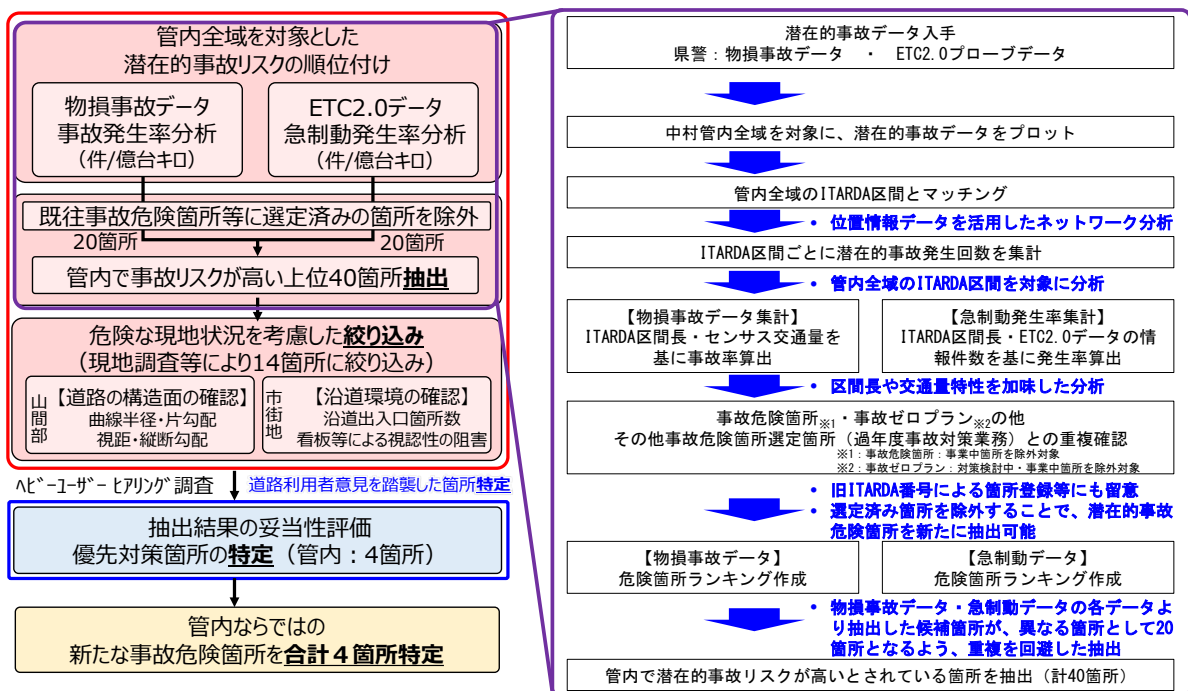 管内全域を対象とした
潜在的事故リスクの順位付け
物損事故データ
事故発生率分析
(件/億台キロ)
ETC2.0データ
急制動発生率分析
(件/億台キロ)
既往事故危険箇所等に選定済みの箇所を除外
20箇所
20箇所
管内で事故リスクが高い上位40箇所抽出
危険な現地状況を考慮した絞り込み
(現地調査等により14箇所に絞り込み)
山間部
【道路の構造面の確認】
曲線半径・片勾配
視距・縦断勾配
市街地
【沿道環境の確認】
沿道出入口箇所数
看板等による視認性の阻害
ﾍﾋﾞｰﾕｰｻﾞｰ ﾋｱﾘﾝｸﾞ調査
道路利用者意見を踏襲した箇所特定
抽出結果の妥当性評価
優先対策箇所の特定（管内：4箇所）
管内ならではの
新たな事故危険箇所を合計４箇所特定
潜在的事故データ入手
県警：物損事故データ　・　ETC2.0プローブデータ
中村管内全域を対象に、潜在的事故データをプロット
管内全域のITARDA区間とマッチング
• 位置情報データを活用したネットワーク分析
ITARDA区間ごとに潜在的事故発生回数を集計
• 管内全域のITARDA区間を対象に分析
【物損事故データ集計】
ITARDA区間長・センサス交通量を
基に事故率算出
【急制動発生率集計】
ITARDA区間長・ETC2.0データの情
報件数を基に発生率算出
• 区間長や交通量特性を加味した分析
事故危険箇所※1・事故ゼロプラン※2の他
その他事故危険箇所選定箇所（過年度事故対策業務）との重複確認
※1：事故危険箇所：事業中箇所を除外対象
※2：事故ゼロプラン：対策検討中・事業中箇所を除外対象
• 旧ITARDA番号による箇所登録等にも留意
• 選定済み箇所を除外することで、潜在的事故
危険箇所を新たに抽出可能
【物損事故データ】
危険箇所ランキング作成
【急制動データ】
危険箇所ランキング作成
• 物損事故データ・急制動データの各データよ
り抽出した候補箇所が、異なる箇所として20
箇所となるよう、重複を回避した抽出
管内で潜在的事故リスクが高いとされている箇所を抽出（計40箇所）